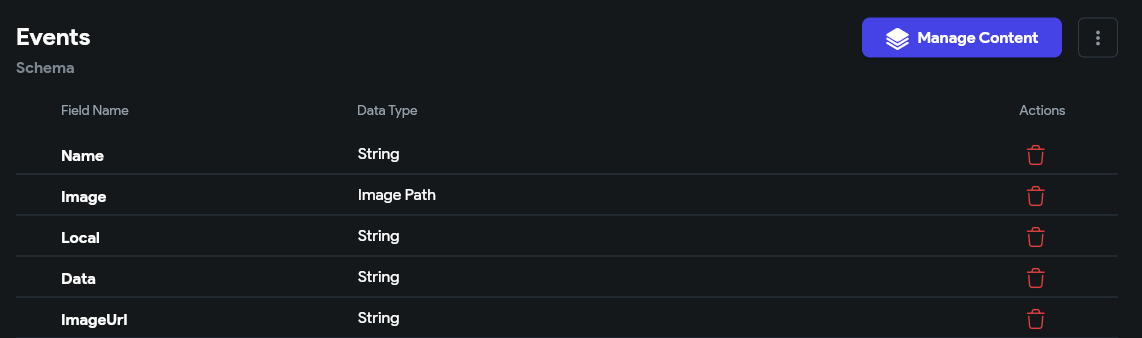 Events
Manage Content
Schema
Field Name Data Type Actions
Name String
Image Image Path
Local String
Data String
ImageUrl String